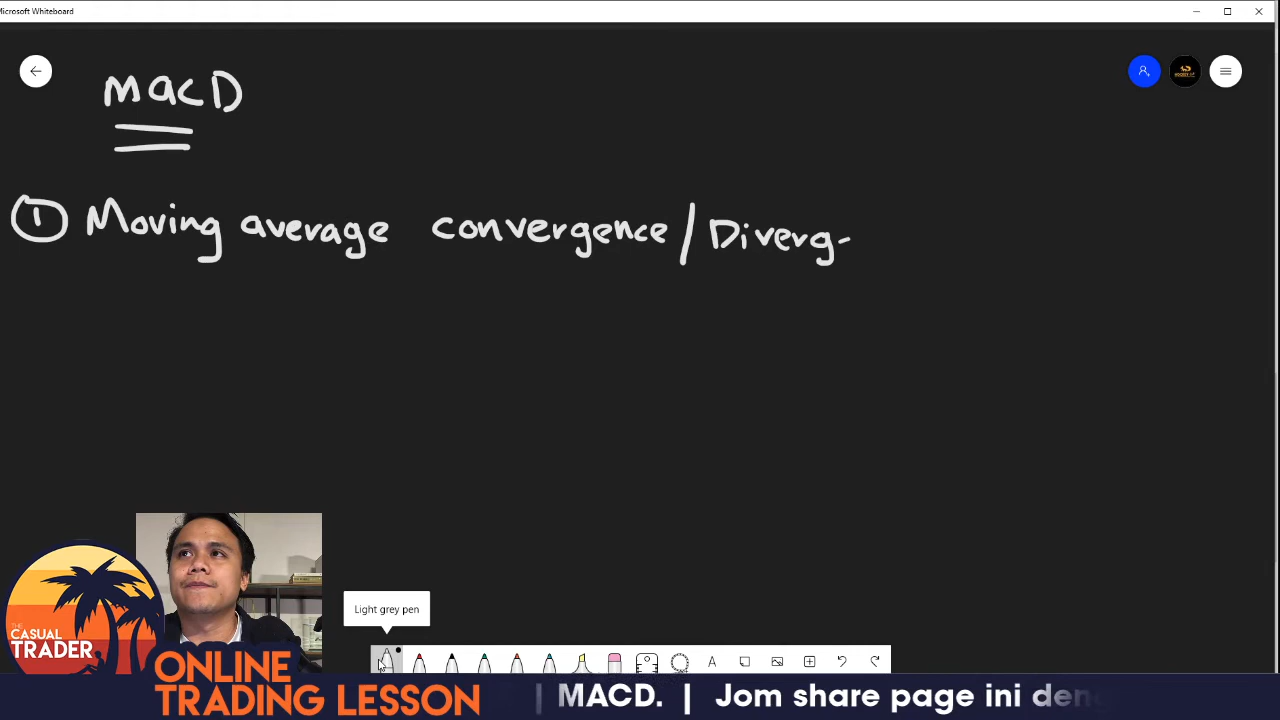 Microsoft Whiteboard
MACD
① Moving average convergence / Diverg
Light grey pen
A
THE
CASUAL
TRADER
ONLINE
TRADING LESSON
| MACD. | Jom share page ini den